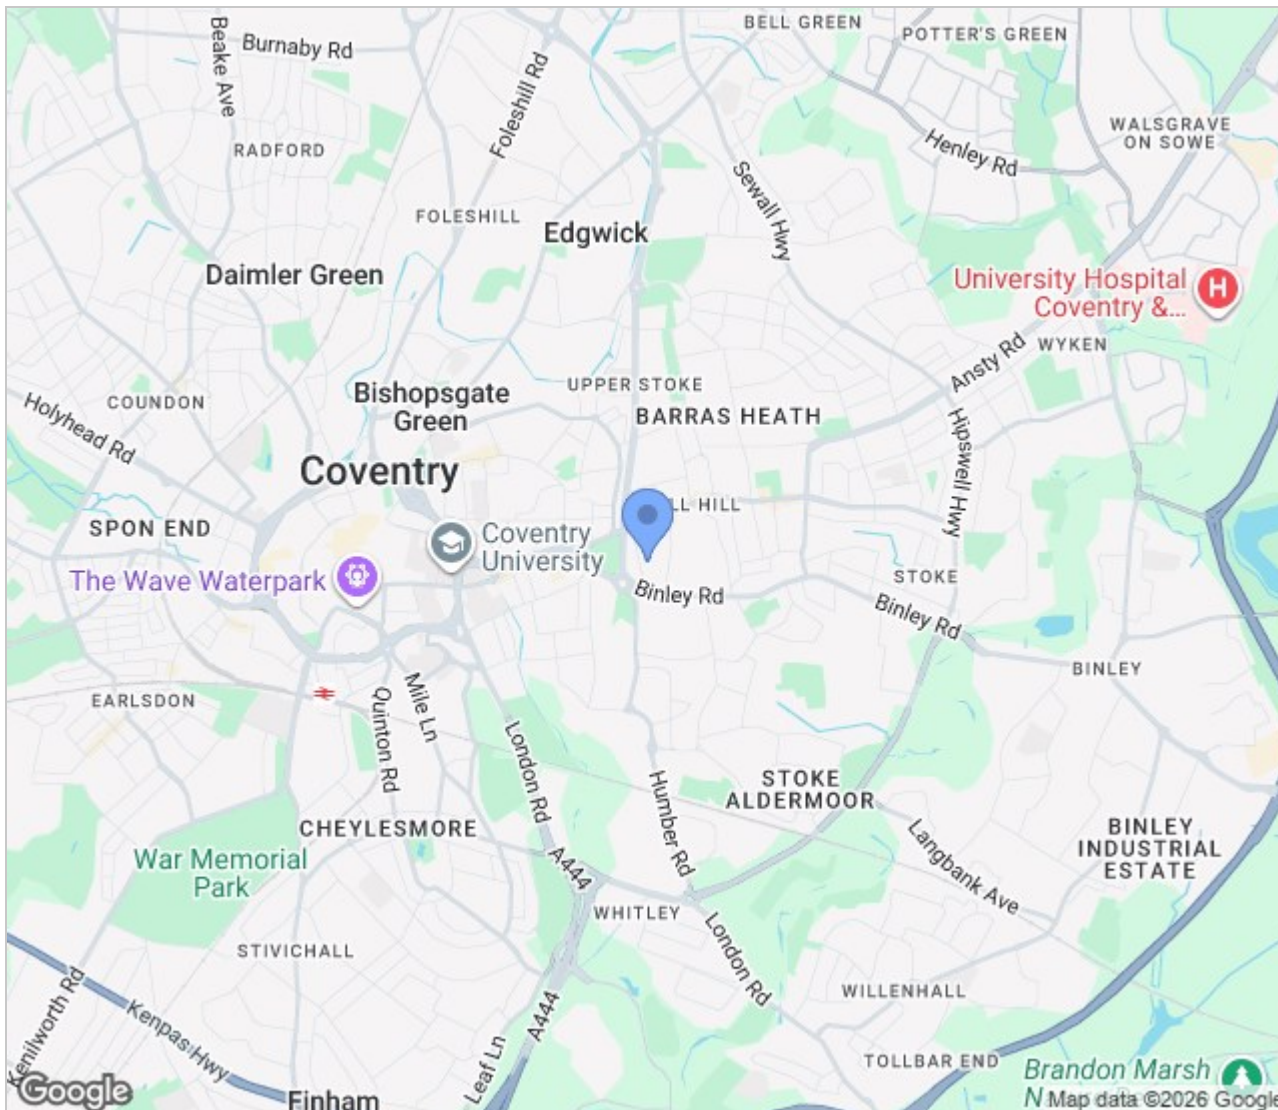 BELL GREEN
POTTER'S GREEN
Beake Ave
Burnaby Rd
Foleshill Rd
WALSGRAVE
ON SOWE
Henley Rd
RADFORD
Sewall Hwy
FOLESHILL
Edgwick
Daimler Green
University Hospital
Coventry &...
H
WYKEN
Ansty Rd
UPPER STOKE
Bishopsgate
Green
COUNDON
Holyhead Rd
BARRAS HEATH
Hipswell Hwy
Coventry
LL HILL
SPON END
Coventry
University
The Wave Waterpark
STOKE
Binley Rd
Binley Rd
BINLEY
EARLSDON
Quinton Rd
Mile Ln
London Rd
STOKE
ALDERMOOR
Humber Rd
CHEYLESMORE
Langbank Ave
BINLEY
INDUSTRIAL
ESTATE
War Memorial
Park
A444
WHITLEY
London Rd
STIVICHALL
WILLENHALL
Kenilworth Rd
Kenpas Hwy
A444
Leaf Ln
TOLLBAR END
Brandon Marsh
N
Google
Finham
Map data ©2026 Google